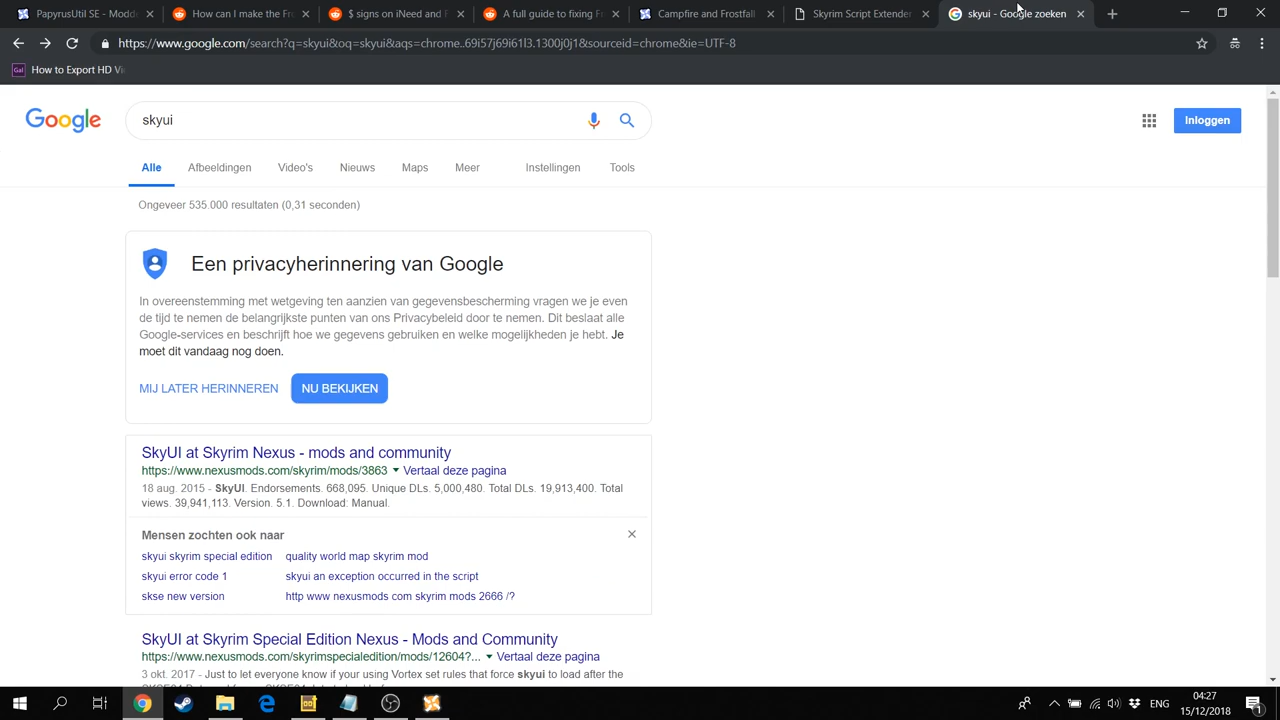 PapyrusUtil SE - Modde
How can I make the Fr
$ signs on iNeed and F
A full guide to fixing F
Campfire and Frostfall
Skyrim Script Extender
skyui - Google zoeken
https://www.google.com/search?q=skyui&oq=skyui&aqs=chrome..69i57j69i61l3.1300j0j1&sourceid=chrome&ie=UTF-8
Gal How to Export HD Vi
Google
skyui
Inloggen
Alle Afbeeldingen Video's Nieuws Maps Meer Instellingen Tools
Ongeveer 535.000 resultaten (0,31 seconden)
Een privacyherinnering van Google
In overeenstemming met wetgeving ten aanzien van gegevensbescherming vragen we je even
de tijd te nemen de belangrijkste punten van ons Privacybeleid door te nemen. Dit beslaat alle
Google-services en beschrijft hoe we gegevens gebruiken en welke mogelijkheden je hebt. Je
moet dit vandaag nog doen.
MIJ LATER HERINNEREN NU BEKIJKEN
SkyUI at Skyrim Nexus - mods and community
https://www.nexusmods.com/skyrim/mods/3863 Vertaal deze pagina
18 aug. 2015 - SkyUI. Endorsements. 668,095. Unique DLs. 5,000,480. Total DLs. 19,913,400. Total
views. 39,941,113. Version. 5.1. Download: Manual.
Mensen zochten ook naar
skyui skyrim special edition quality world map skyrim mod
skyui error code 1 skyui an exception occurred in the script
skse new version http www nexusmods com skyrim mods 2666 /?
SkyUI at Skyrim Special Edition Nexus - Mods and Community
https://www.nexusmods.com/skyrimspecialedition/mods/12604?... Vertaal deze pagina
3 okt. 2017 - Just to let everyone know if your using Vortex set rules that force skyui to load after the
ENG
04:27
15/12/2018
1